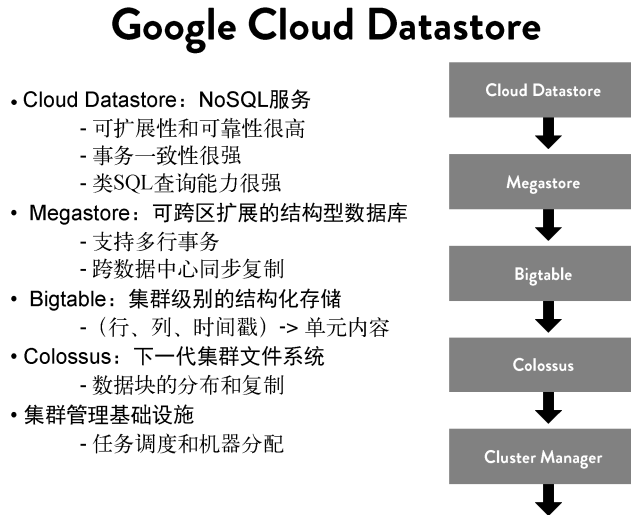 Google Cloud Datastore
• Cloud Datastore：NoSQL服务
- 可扩展性和可靠性很高
- 事务一致性很强
- 类SQL查询能力很强
• Megastore：可跨区扩展的结构型数据库
- 支持多行事务
- 跨数据中心同步复制
• Bigtable：集群级别的结构化存储
-（行、列、时间戳）-> 单元内容
• Colossus：下一代集群文件系统
- 数据块的分布和复制
• 集群管理基础设施
- 任务调度和机器分配
Cloud Datastore
Megastore
Bigtable
Colossus
Cluster Manager